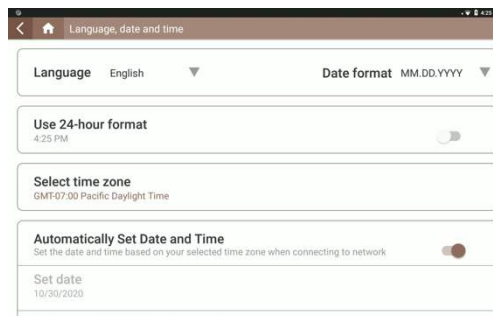 4:25
Language, date and time
Language English Date format MM.DD.YYYY
Use 24-hour format
4:25 PM
Select time zone
GMT-07:00 Pacific Daylight Time
Automatically Set Date and Time
Set the date and time based on your selected time zone when connecting to network
Set date
10/30/2020